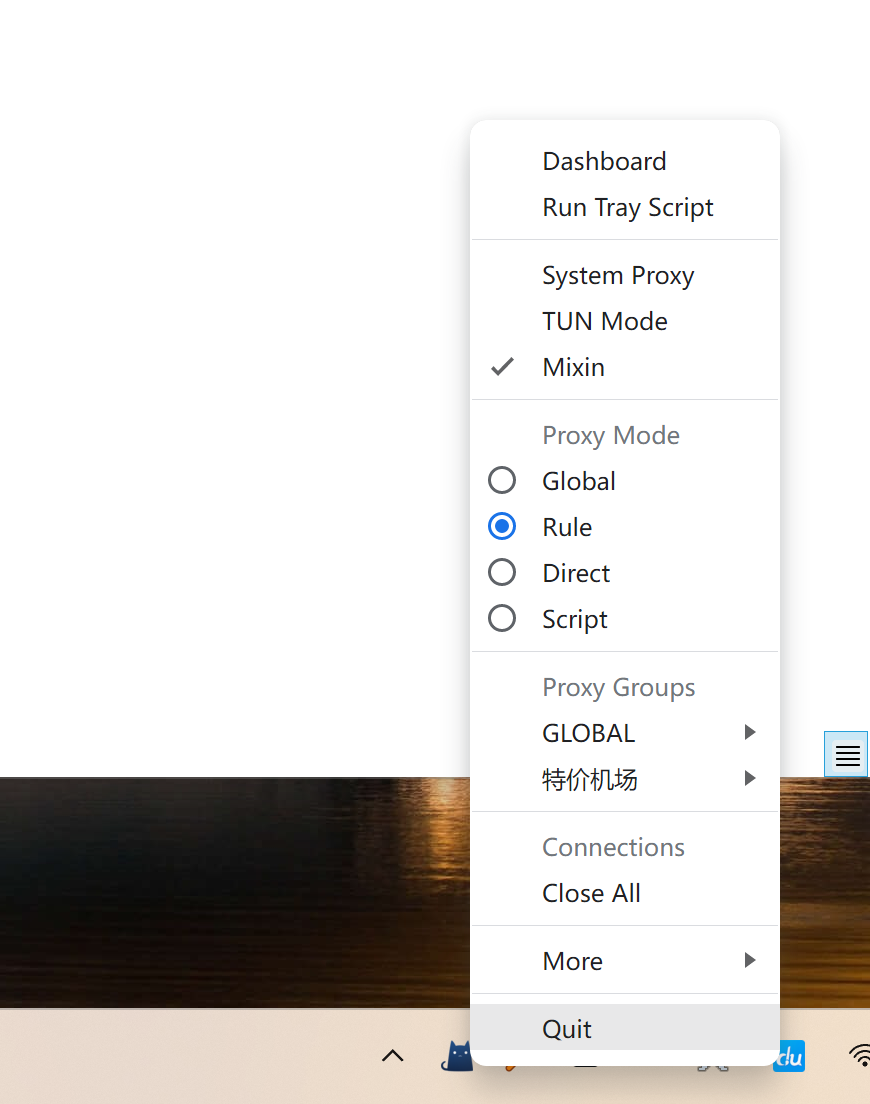 Dashboard
Run Tray Script
System Proxy
TUN Mode
Mixin
Proxy Mode
Global
Rule
Direct
Script
Proxy Groups
GLOBAL
特价机场
Connections
Close All
More
Quit
du